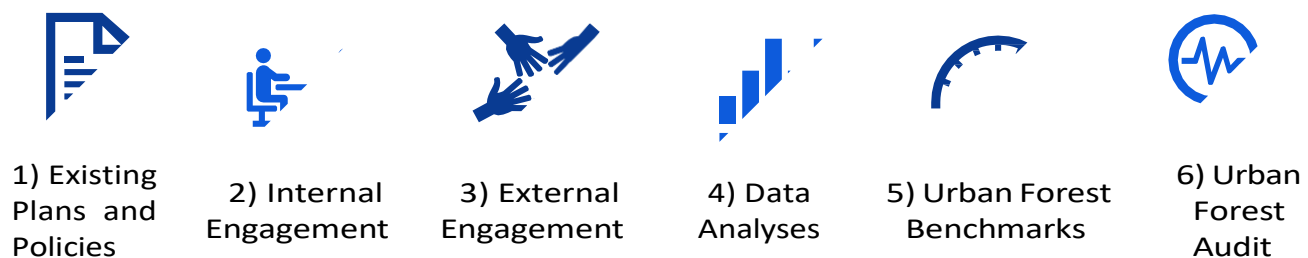 1) Existing
Plans and
Policies
2) Internal
Engagement
3) External
Engagement
4) Data
Analyses
5) Urban Forest
Benchmarks
6) Urban
Forest
Audit